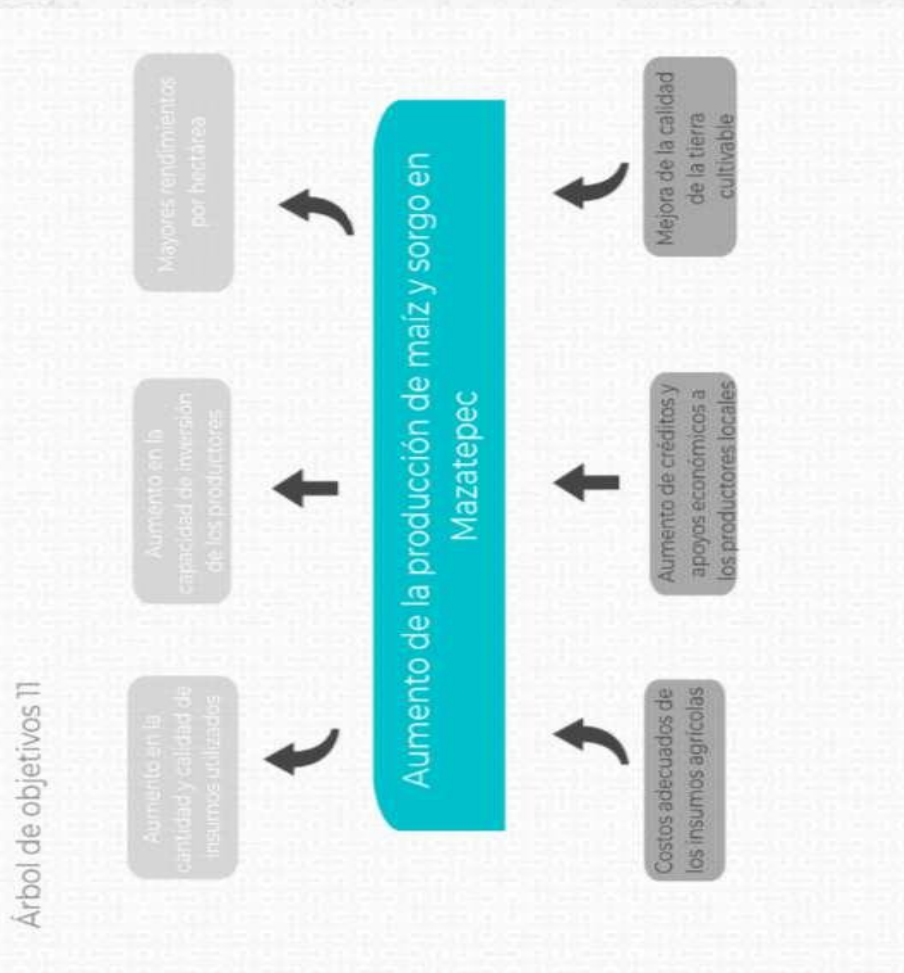 Árbol de objetivos 11
Aumento en la
cantidad y calidad de
insumos utilizados
Aumento en la
capacidad de inversión
de los productores
Mayores rendimientos
por hectárea
Aumento de la producción de maíz y sorgo en
Mazatepec
Costos adecuados de
los insumos agrícolas
Aumento de créditos y
apoyos económicos a
los productores locales
Mejora de la calidad
de la tierra
cultivable